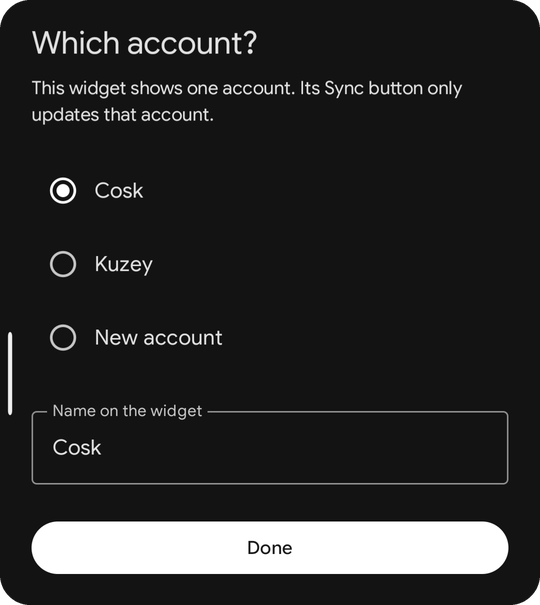 Which account?
This widget shows one account. Its Sync button only
updates that account.
Cosk
Kuzey
New account
Name on the widget
Cosk
Done